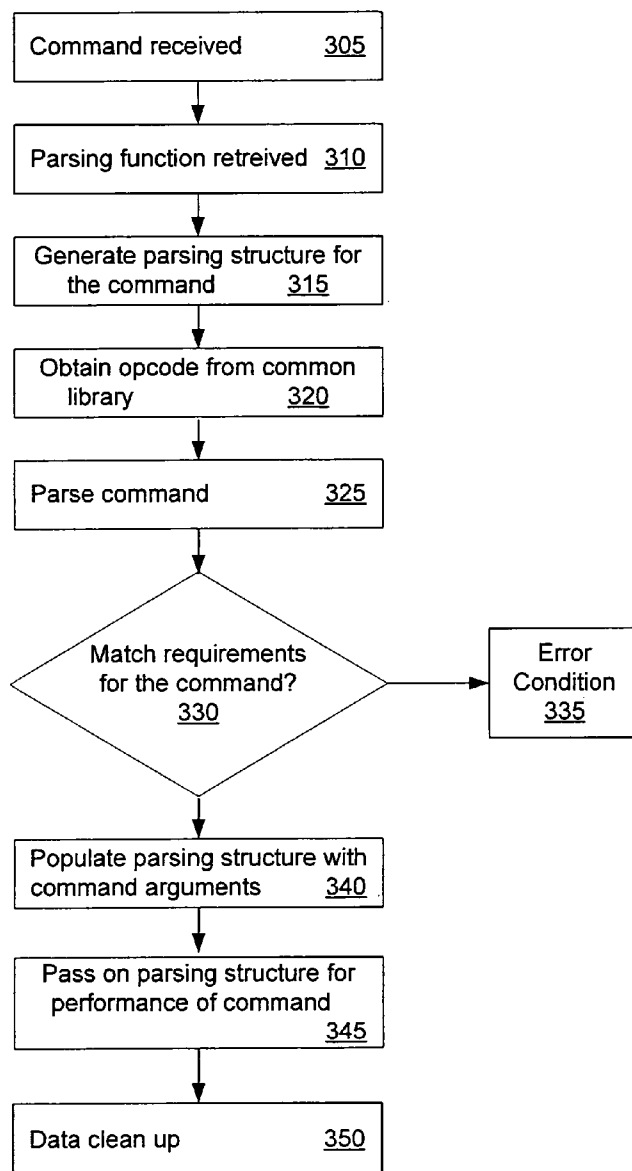 Command received 305
Parsing function retreived 310
Generate parsing structure for
the command 315
Obtain opcode from common
library 320
Parse command 325
Match requirements
for the command?
330
Error
Condition
335
Populate parsing structure with
command arguments 340
Pass on parsing structure for
performance of command
345
Data clean up 350